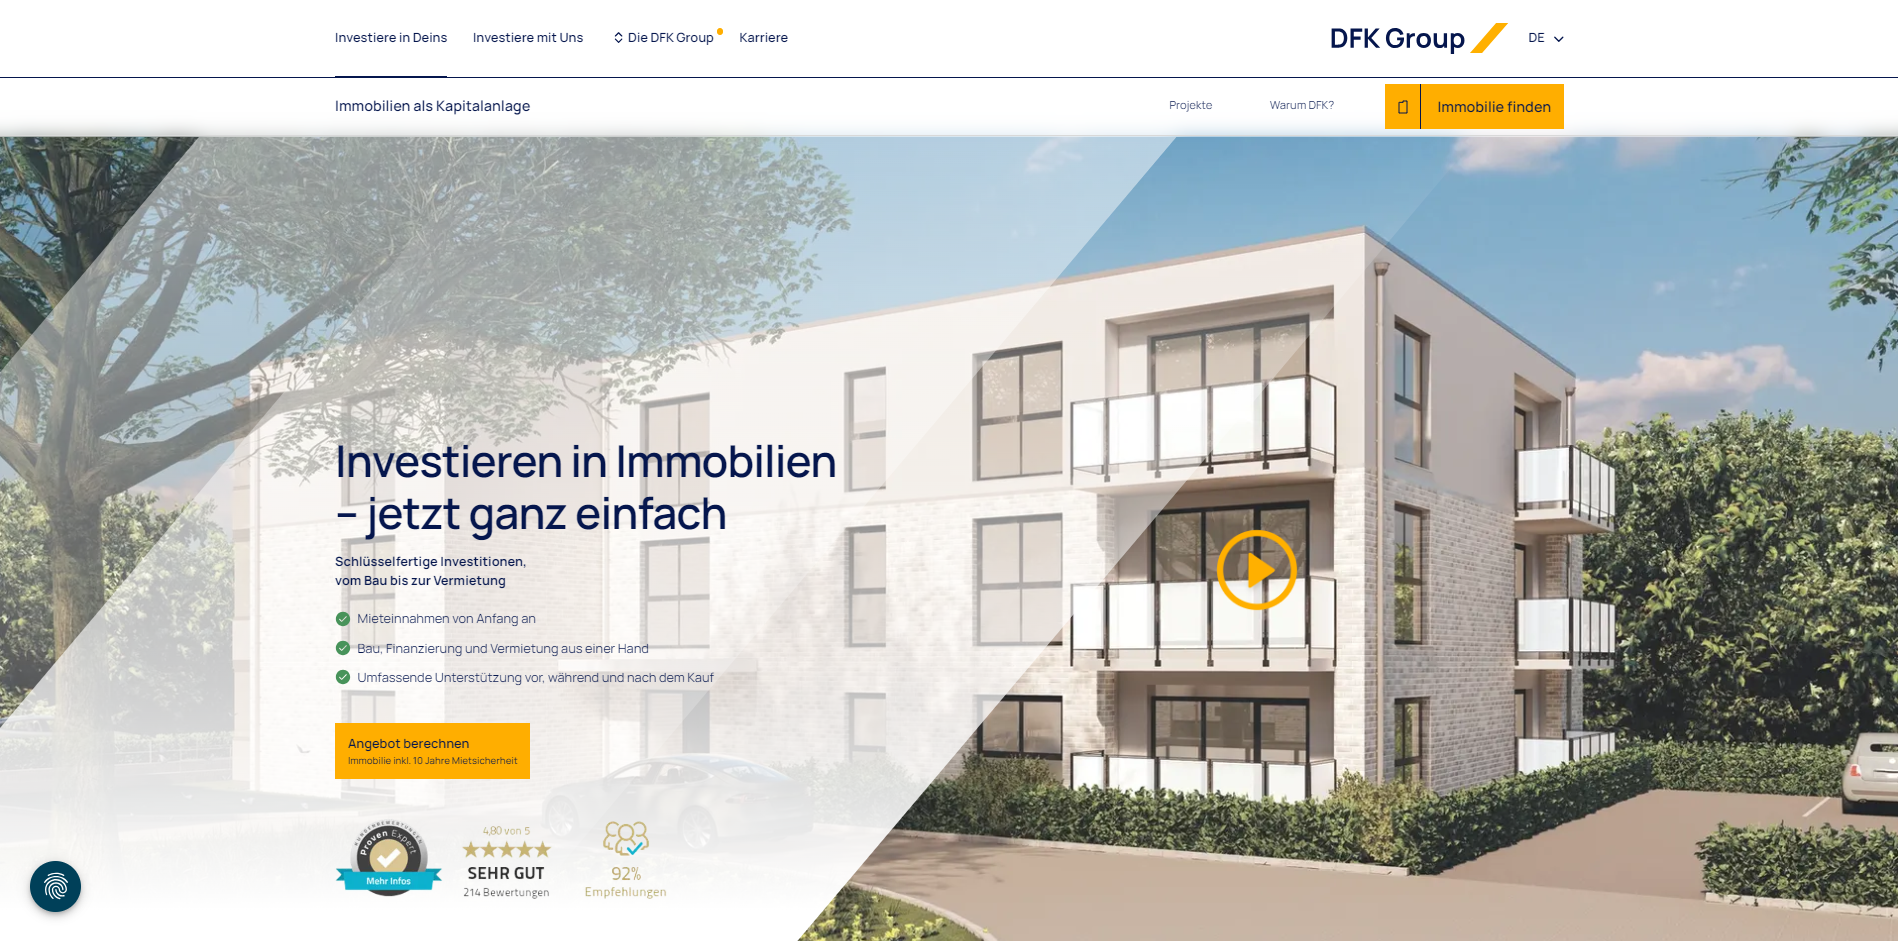 Investiere in Deins
Investiere mit Uns
Die DFK Group
Karriere
DFK Group
DE
Immobilien als Kapitalanlage
Projekte
Warum DFK?
Immobilie finden
Investieren in Immobilien
– jetzt ganz einfach
Schlüsselfertige Investitionen,
vom Bau bis zur Vermietung
Mieteinnahmen von Anfang an
Bau, Finanzierung und Vermietung aus einer Hand
Umfassende Unterstützung vor, während und nach dem Kauf
Angebot berechnen
Immobilie inkl. 10 Jahre Mietsicherheit
KUNDENBEWERTUNGEN
Proven Expert
Mehr Infos
4,80 von 5
SEHR GUT
214 Bewertungen
92%
Empfehlungen